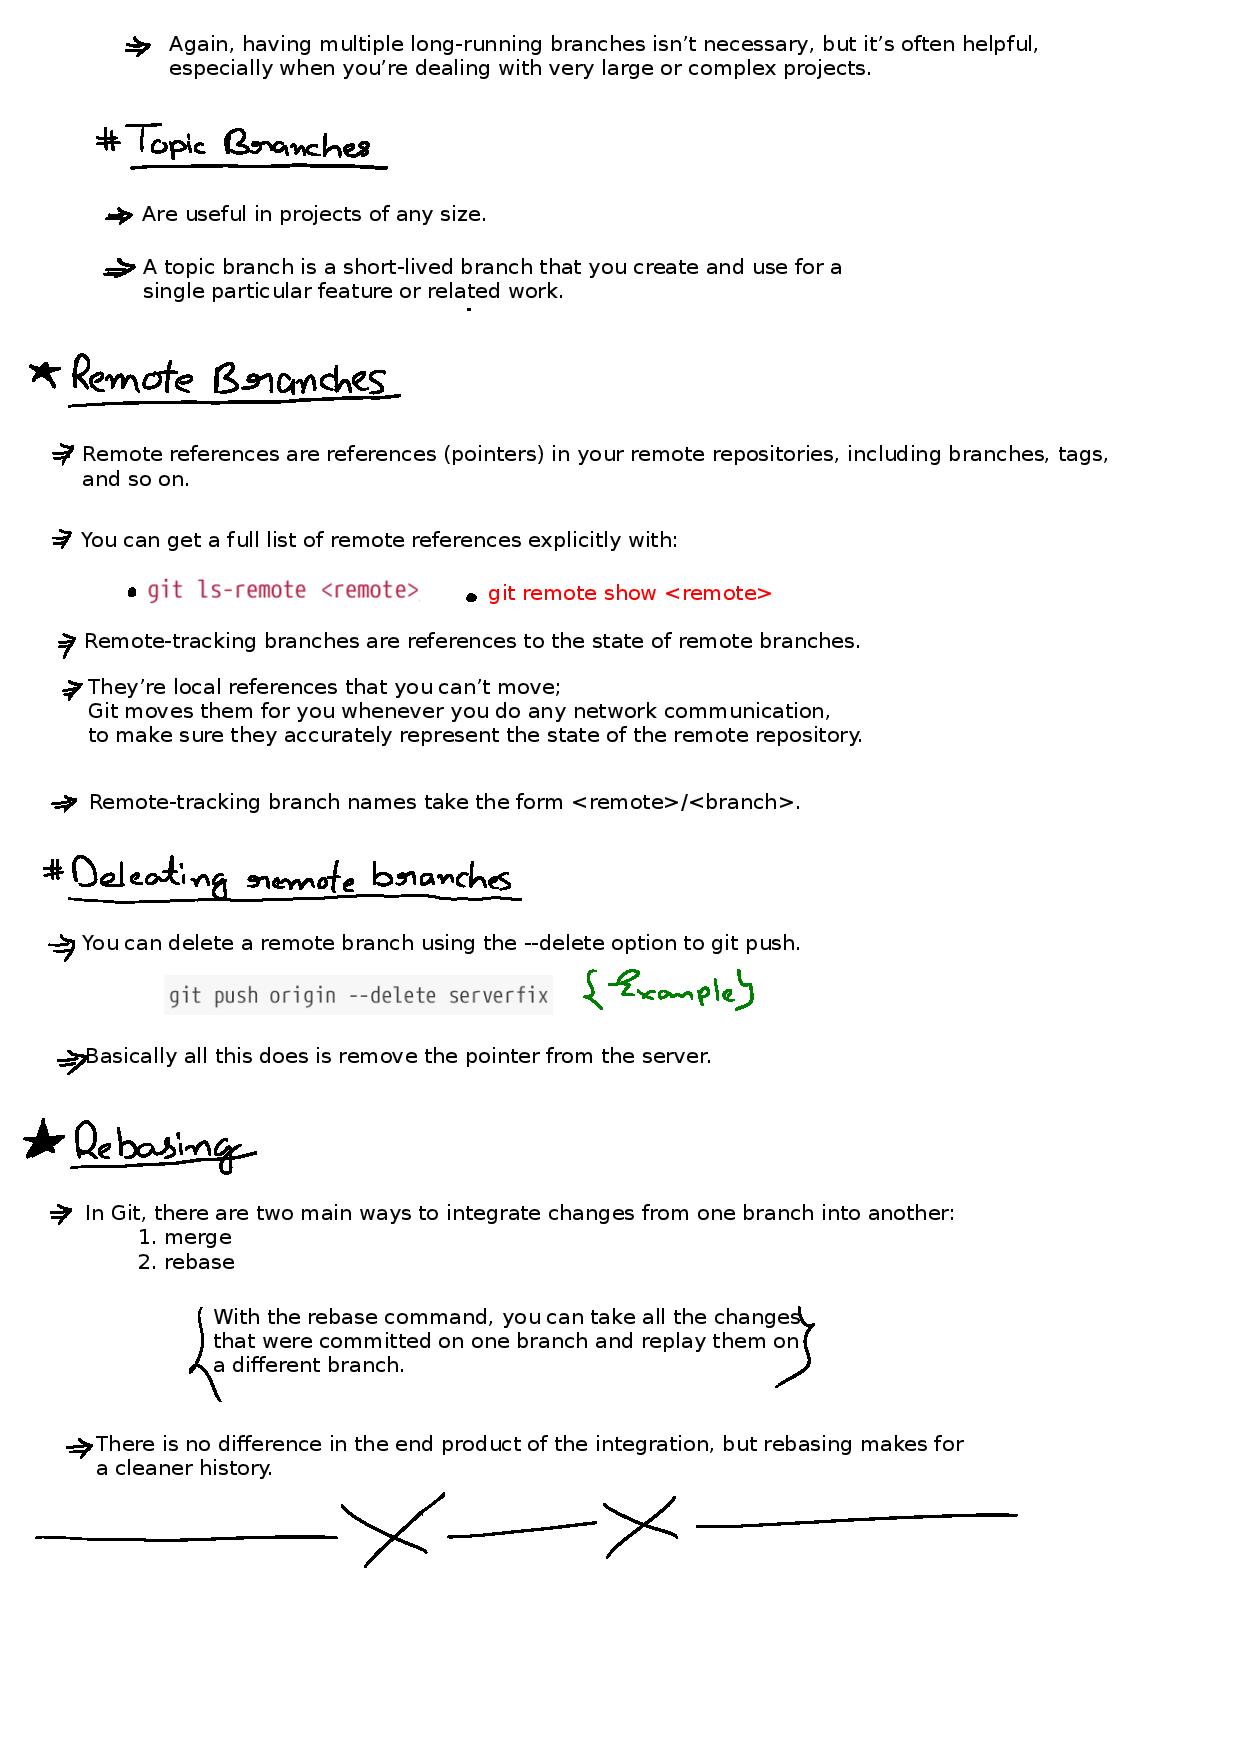 ⇒ Again, having multiple long-running branches isn’t necessary, but it’s often helpful,
especially when you’re dealing with very large or complex projects.
# Topic Branches
⇒ Are useful in projects of any size.
⇒ A topic branch is a short-lived branch that you create and use for a
single particular feature or related work.
★ Remote Branches
⇒ Remote references are references (pointers) in your remote repositories, including branches, tags,
and so on.
⇒ You can get a full list of remote references explicitly with:
• git ls-remote <remote> • git remote show <remote>
⇒ Remote-tracking branches are references to the state of remote branches.
⇒ They’re local references that you can’t move;
Git moves them for you whenever you do any network communication,
to make sure they accurately represent the state of the remote repository.
⇒ Remote-tracking branch names take the form <remote>/<branch>.
# Deleating remote branches
⇒ You can delete a remote branch using the --delete option to git push.
git push origin --delete serverfix {Example}
⇒ Basically all this does is remove the pointer from the server.
★ Rebasing
⇒ In Git, there are two main ways to integrate changes from one branch into another:
1. merge
2. rebase
{ With the rebase command, you can take all the changes
that were committed on one branch and replay them on
a different branch. }
⇒ There is no difference in the end product of the integration, but rebasing makes for
a cleaner history.